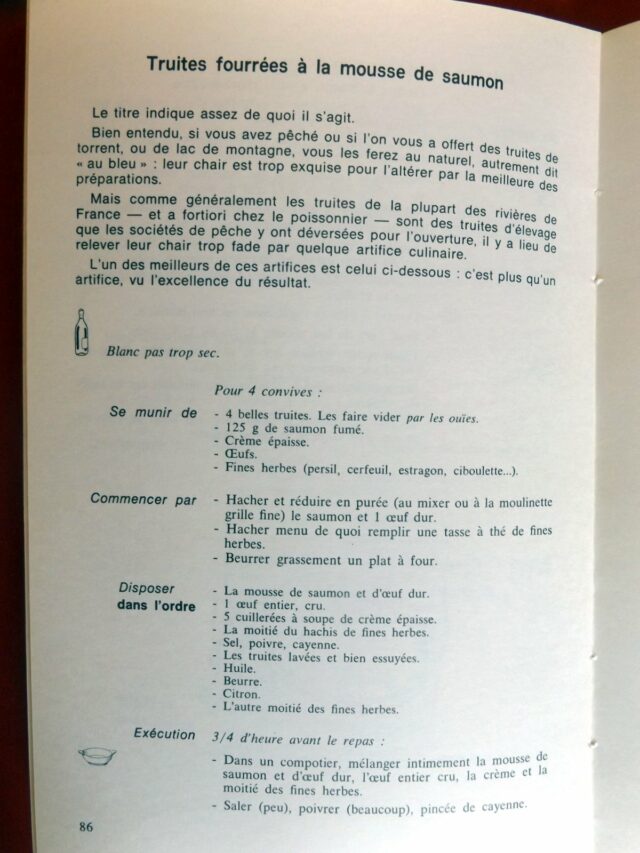 Truites fourrées à la mousse de saumon
Le titre indique assez de quoi il s'agit.
Bien entendu, si vous avez pêché ou si l'on vous a offert des truites de
torrent, ou de lac de montagne, vous les ferez au naturel, autrement dit
« au bleu » : leur chair est trop exquise pour l'altérer par la meilleure des
préparations.
Mais comme généralement les truites de la plupart des rivières de
France — et a fortiori chez le poissonnier — sont des truites d'élevage
que les sociétés de pêche y ont déversées pour l'ouverture, il y a lieu de
relever leur chair trop fade par quelque artifice culinaire.
L'un des meilleurs de ces artifices est celui ci-dessous : c'est plus qu'un
artifice, vu l'excellence du résultat.
Blanc pas trop sec.
Pour 4 convives :
Se munir de - 4 belles truites. Les faire vider par les ouïes.
- 125 g de saumon fumé.
- Crème épaisse.
- Œufs.
- Fines herbes (persil, cerfeuil, estragon, ciboulette...).
Commencer par - Hacher et réduire en purée (au mixer ou à la moulinette
grille fine) le saumon et 1 œuf dur.
- Hacher menu de quoi remplir une tasse à thé de fines
herbes.
- Beurrer grassement un plat à four.
Disposer - La mousse de saumon et d'œuf dur.
dans l'ordre - 1 œuf entier, cru.
- 5 cuillerées à soupe de crème épaisse.
- La moitié du hachis de fines herbes.
- Sel, poivre, cayenne.
- Les truites lavées et bien essuyées.
- Huile.
- Beurre.
- Citron.
- L'autre moitié des fines herbes.
Exécution 3/4 d'heure avant le repas :
- Dans un compotier, mélanger intimement la mousse de
saumon et d'œuf dur, l'œuf entier cru, la crème et la
moitié des fines herbes.
- Saler (peu), poivrer (beaucoup), pincée de cayenne.
86